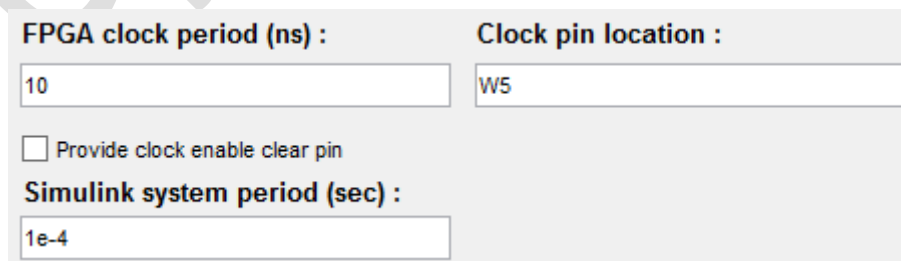 FPGA clock period (ns) : Clock pin location :
10 W5
Provide clock enable clear pin
Simulink system period (sec) :
1e-4